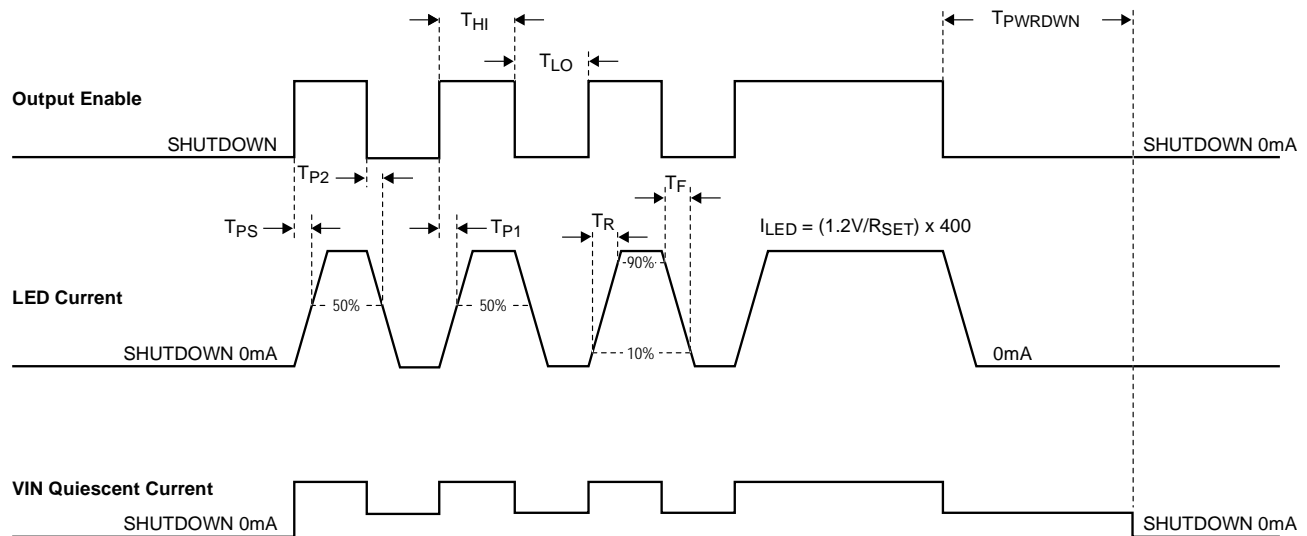 THI
TPWRDWN
TLO
Output Enable
SHUTDOWN
SHUTDOWN 0mA
TP2
TF
TPS
TP1
TR
ILED = (1.2V/RSET) x 400
90%
LED Current
50%
50%
SHUTDOWN 0mA
10%
0mA
VIN Quiescent Current
SHUTDOWN 0mA
SHUTDOWN 0mA